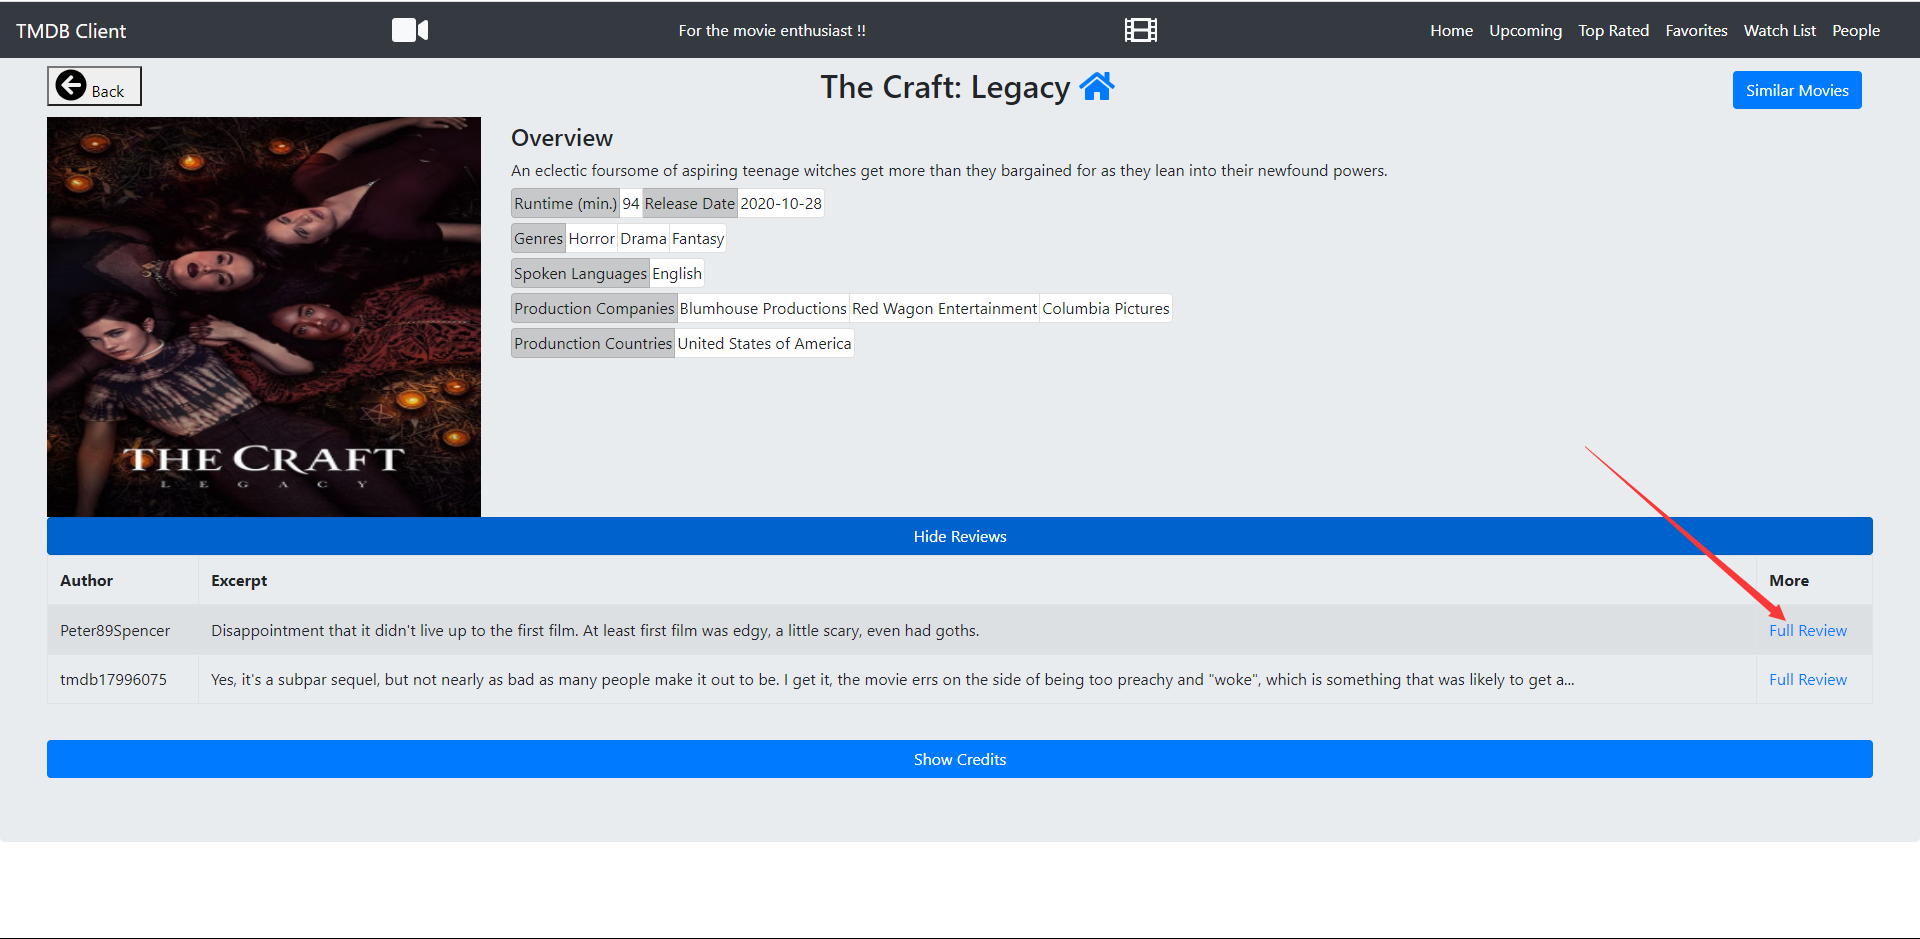 TMDB Client For the movie enthusiast !! Home Upcoming Top Rated Favorites Watch List People
Back The Craft: Legacy Similar Movies
Overview
An eclectic foursome of aspiring teenage witches get more than they bargained for as they lean into their newfound powers.
Runtime (min.) 94 Release Date 2020-10-28
Genres Horror Drama Fantasy
Spoken Languages English
Production Companies Blumhouse Productions Red Wagon Entertainment Columbia Pictures
Produnction Countries United States of America
THE CRAFT
LEGACY
Hide Reviews
Author Excerpt More
Peter89Spencer Disappointment that it didn't live up to the first film. At least first film was edgy, a little scary, even had goths. Full Review
tmdb17996075 Yes, it's a subpar sequel, but not nearly as bad as many people make it out to be. I get it, the movie errs on the side of being too preachy and "woke", which is something that was likely to get a... Full Review
Show Credits